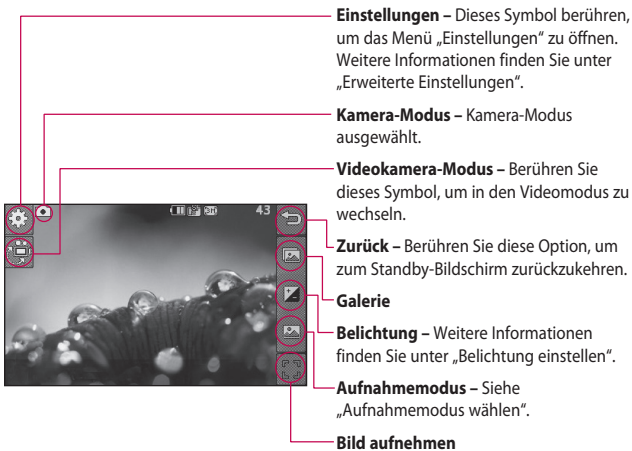 Einstellungen – Dieses Symbol berühren,
um das Menü „Einstellungen“ zu öffnen.
Weitere Informationen finden Sie unter
„Erweiterte Einstellungen“.
Kamera-Modus – Kamera-Modus
ausgewählt.
Videokamera-Modus – Berühren Sie
dieses Symbol, um in den Videomodus zu
wechseln.
43
Zurück – Berühren Sie diese Option, um
zum Standby-Bildschirm zurückzukehren.
Galerie
Belichtung – Weitere Informationen
finden Sie unter „Belichtung einstellen“.
Aufnahmemodus – Siehe
„Aufnahmemodus wählen“.
Bild aufnehmen